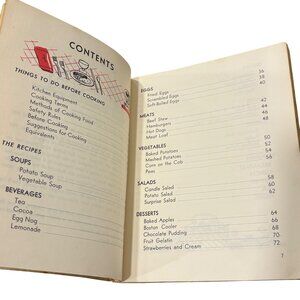 CONTENTS
THINGS TO DO BEFORE COOKING
Kitchen Equipment
Cooking Terms
Methods of Cooking Food
Safety Rules
Before Cooking
Suggestions for Cooking
Equivalents
THE RECIPES
SOUPS
Potato Soup
Vegetable Soup
BEVERAGES
Tea
Cocoa
Egg Nog
Lemonade
EGGS
Fried Eggs 36
Scrambled Eggs 38
Soft Boiled Eggs 40
MEATS
Beef Stew 42
Hamburgers 44
Hot Dogs 46
Meat Loaf 48
VEGETABLES
Baked Potatoes 50
Mashed Potatoes 52
Corn on the Cob 54
Peas 56
SALADS
Candle Salad 58
Potato Salad 60
Surprise Salad 62
DESSERTS
Baked Apples 64
Boston Cooler 66
Chocolate Pudding 68
Fruit Gelatin 70
Strawberries and Cream 72
7